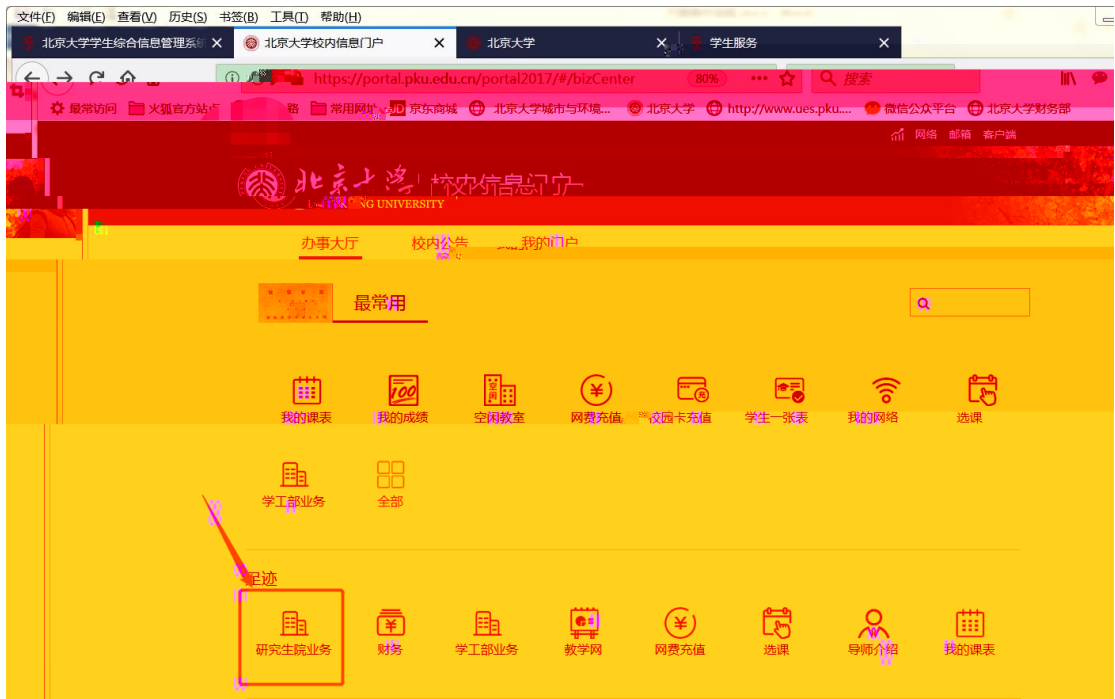 文件(F) 编辑(E) 查看(V) 历史(S) 书签(B) 工具(T) 帮助(H)
北京大学学生综合信息管理系统 北京大学校内信息门户 北京大学 学生服务
https://portal.pku.edu.cn/portal2017/#/bizCenter 80% 搜索
最常访问 火狐官方站点 常用网址 JD 京东商城 北京大学城市与环境... 北京大学 http://www.ues.pku.... 微信公众平台 北京大学财务部
网络 邮箱 客户端
北京大学 校内信息门户
NG UNIVERSITY
办事大厅 校内公告 我的门户
最常用
我的课表 我的成绩 空闲教室 网费充值 校园卡充值 学生一张表 我的网络 选课
学工部业务 全部
足迹
研究生院业务 财务 学工部业务 教学网 网费充值 选课 导师介绍 我的课表